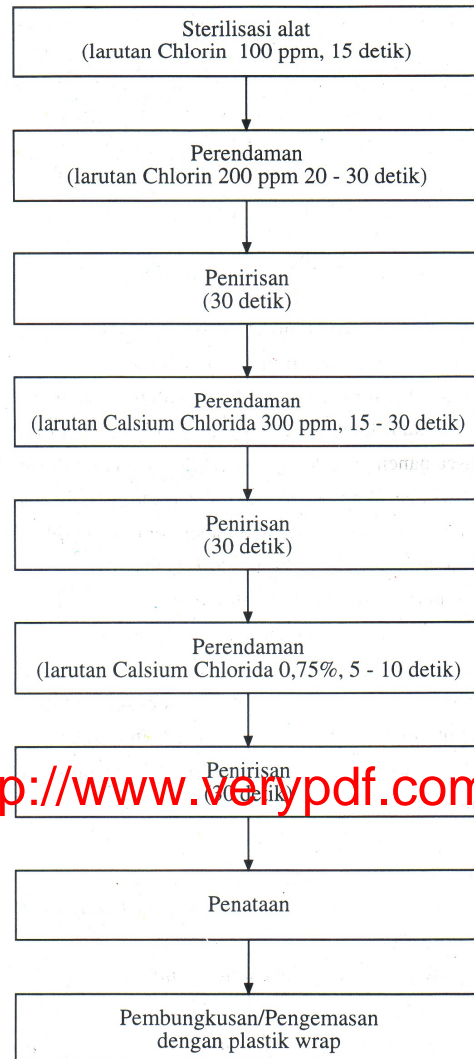 Sterilisasi alat
(larutan Chlorin 100 ppm, 15 detik)
Perendaman
(larutan Chlorin 200 ppm 20 - 30 detik)
Penirisan
(30 detik)
Perendaman
(larutan Calsium Chlorida 300 ppm, 15 - 30 detik)
Penirisan
(30 detik)
Perendaman
(larutan Calsium Chlorida 0,75%, 5 - 10 detik)
Penirisan
(30 detik)
p://www.verypdf.com
Penataan
Pembungkusan/Pengemasan
dengan plastik wrap